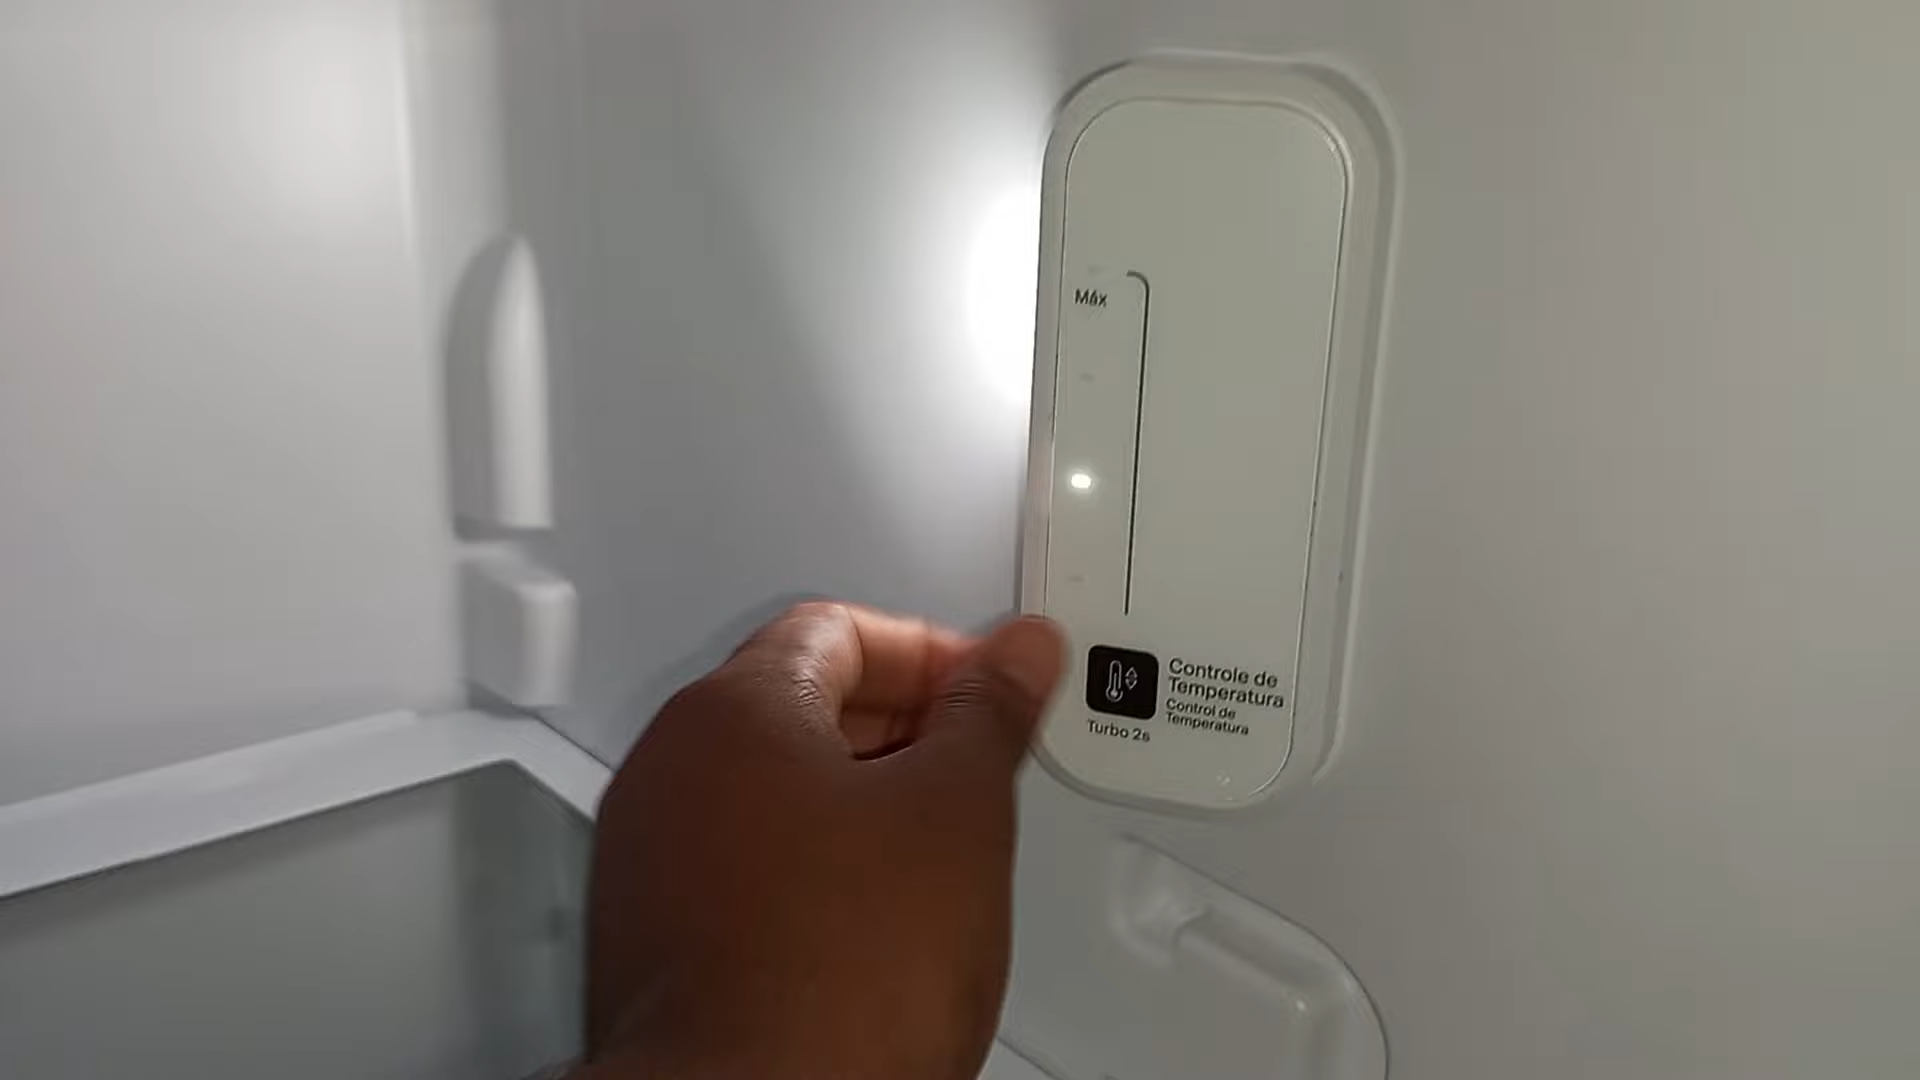 Máx
Controle de
Temperatura
Control de
Temperatura
Turbo 2s